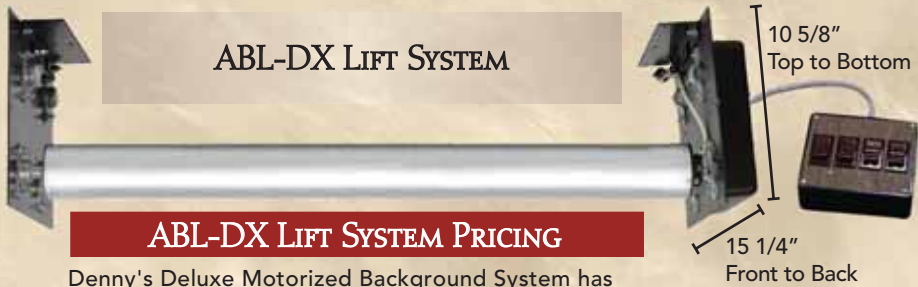 ABL-DX Lift System
10 5/8”
Top to Bottom
ABL-DX Lift System Pricing
15 1/4”
Front to Back
Denny's Deluxe Motorized Background System has